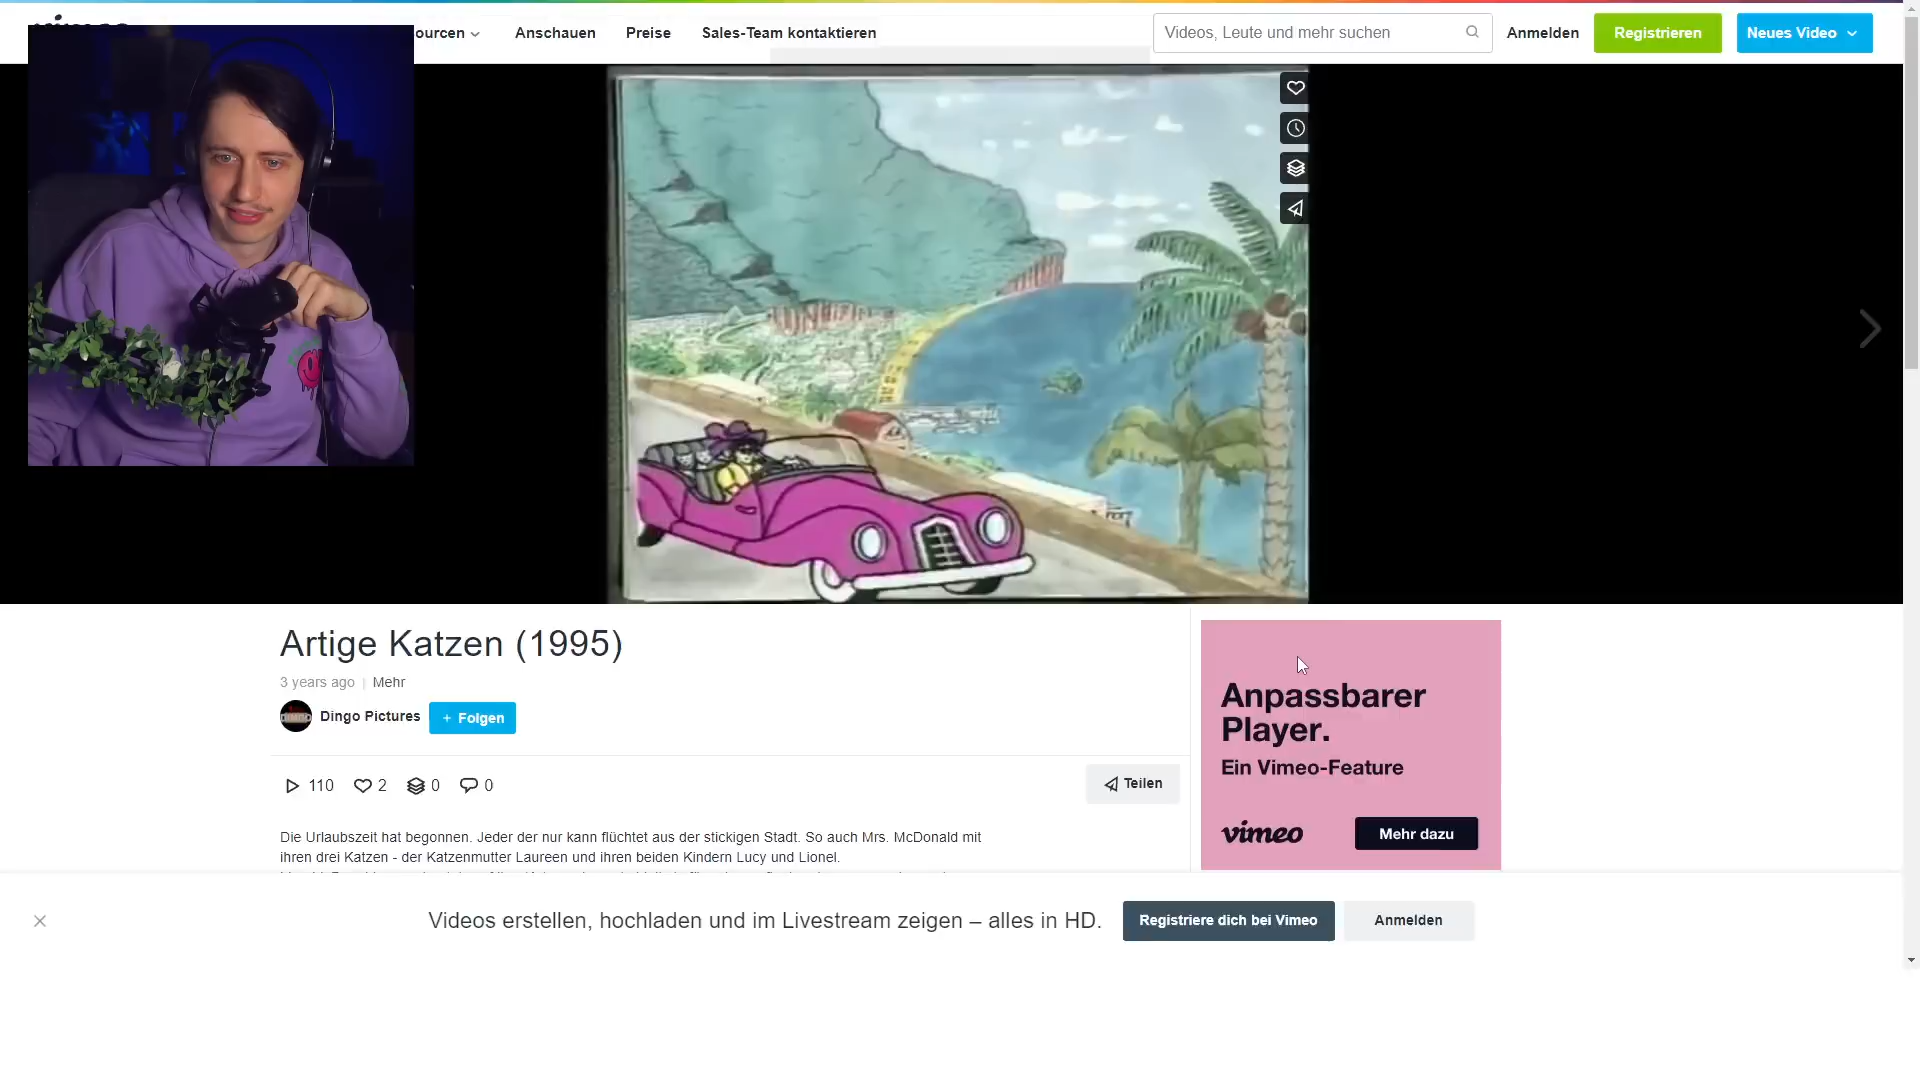 ourcen
Anschauen
Preise
Sales-Team kontaktieren
Videos, Leute und mehr suchen
Anmelden
Registrieren
Neues Video
Artige Katzen (1995)
3 years ago | Mehr
Dingo Pictures
+ Folgen
110
2
0
0
Teilen
Die Urlaubszeit hat begonnen. Jeder der nur kann flüchtet aus der stickigen Stadt. So auch Mrs. McDonald mit
ihren drei Katzen - der Katzenmutter Laureen und ihren beiden Kindern Lucy und Lionel.
Anpassbarer
Player.
Ein Vimeo-Feature
vimeo
Mehr dazu
Videos erstellen, hochladen und im Livestream zeigen – alles in HD.
Registriere dich bei Vimeo
Anmelden